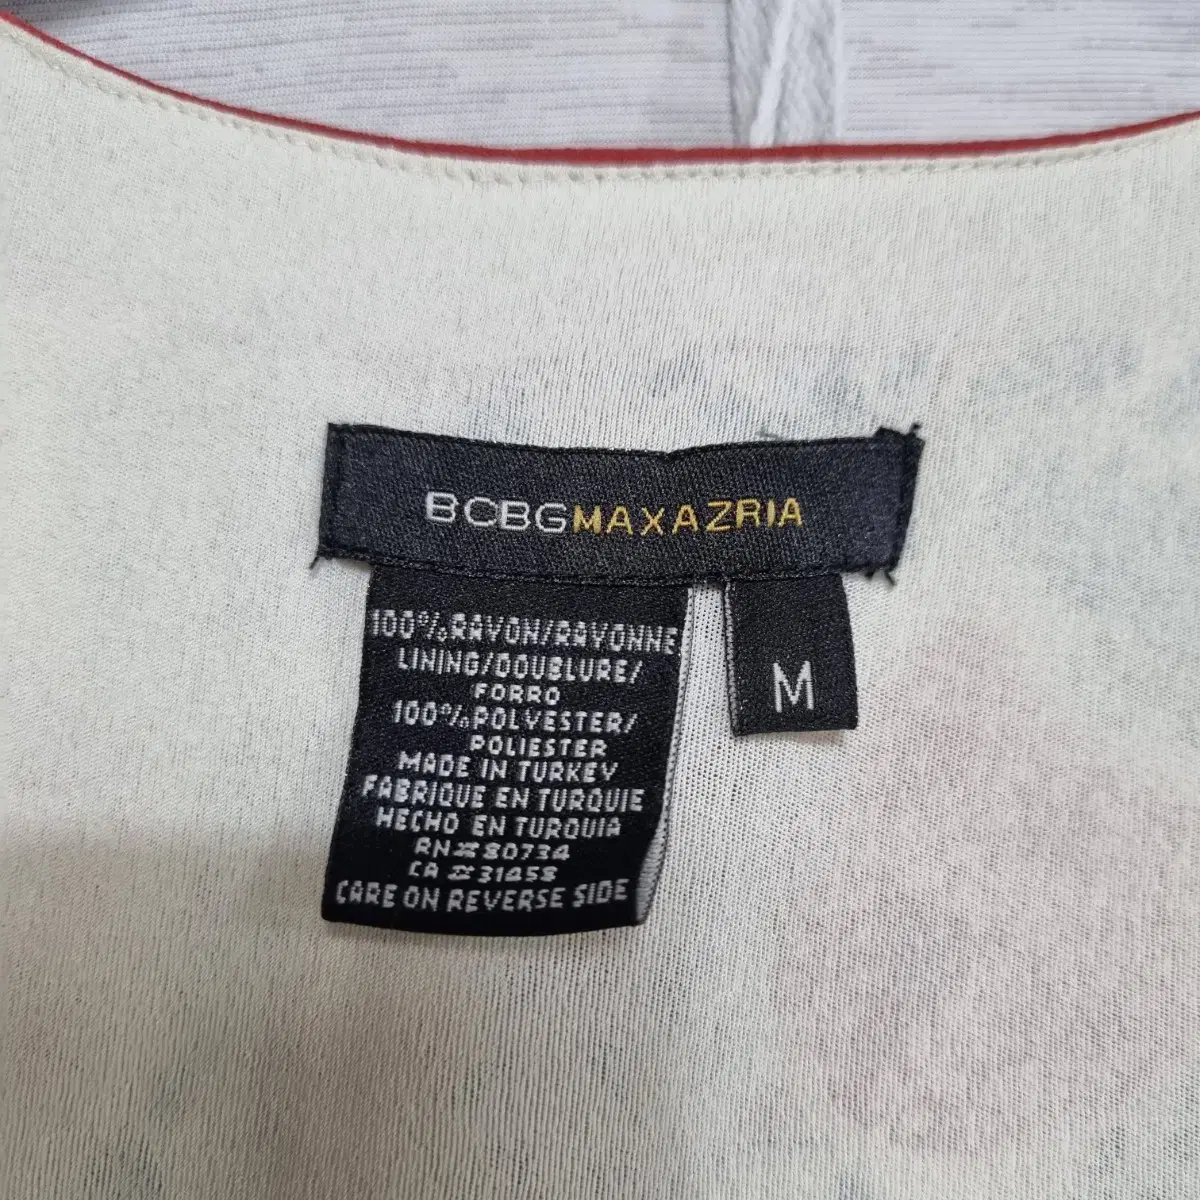 BCBGMAXAZRIA
100%RAYON/RAYONNE
LINING/DOUBLURE/
FORRO
100%POLYESTER/
POLIESTER
MADE IN TURKEY
FABRIQUE EN TURQUIE
HECHO EN TURQUIA
RN#80734
CA #31458
CARE ON REVERSE SIDE
M